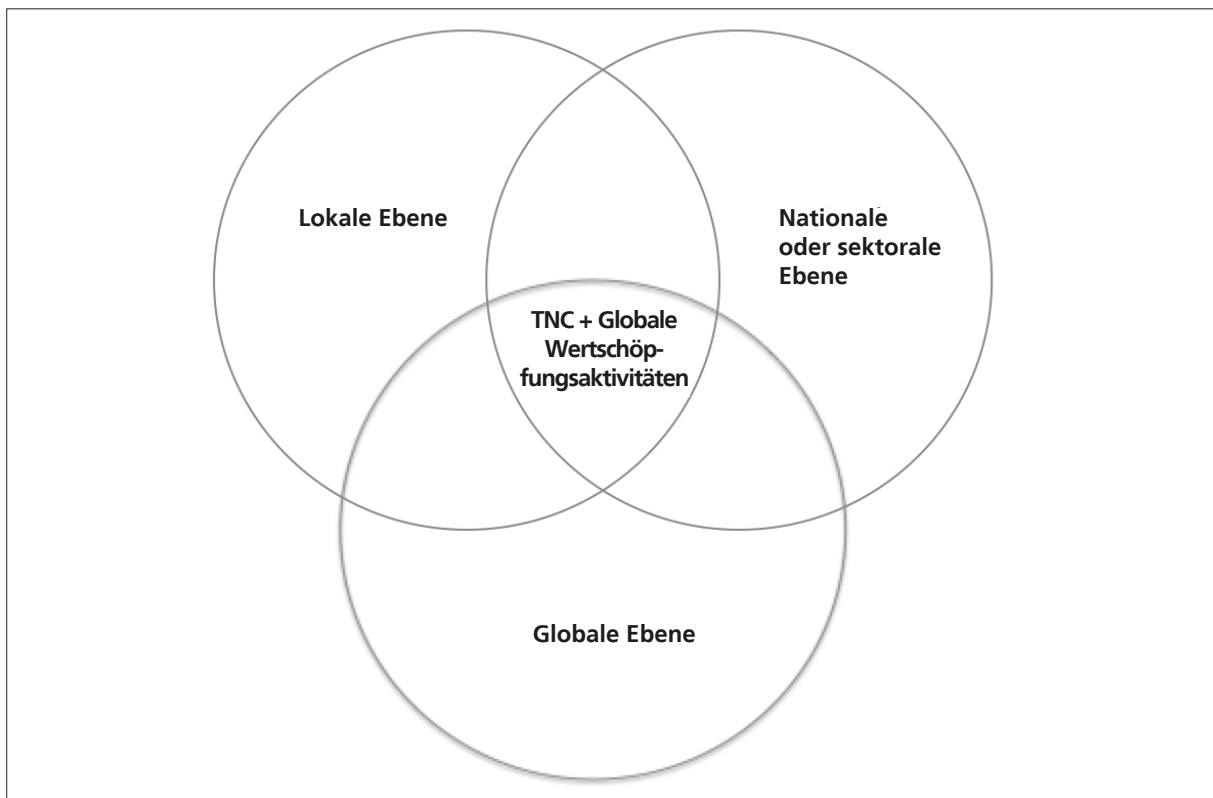 Lokale Ebene
Nationale
oder sektorale
Ebene
TNC + Globale
Wertschöp-
fungsaktivitäten
Globale Ebene